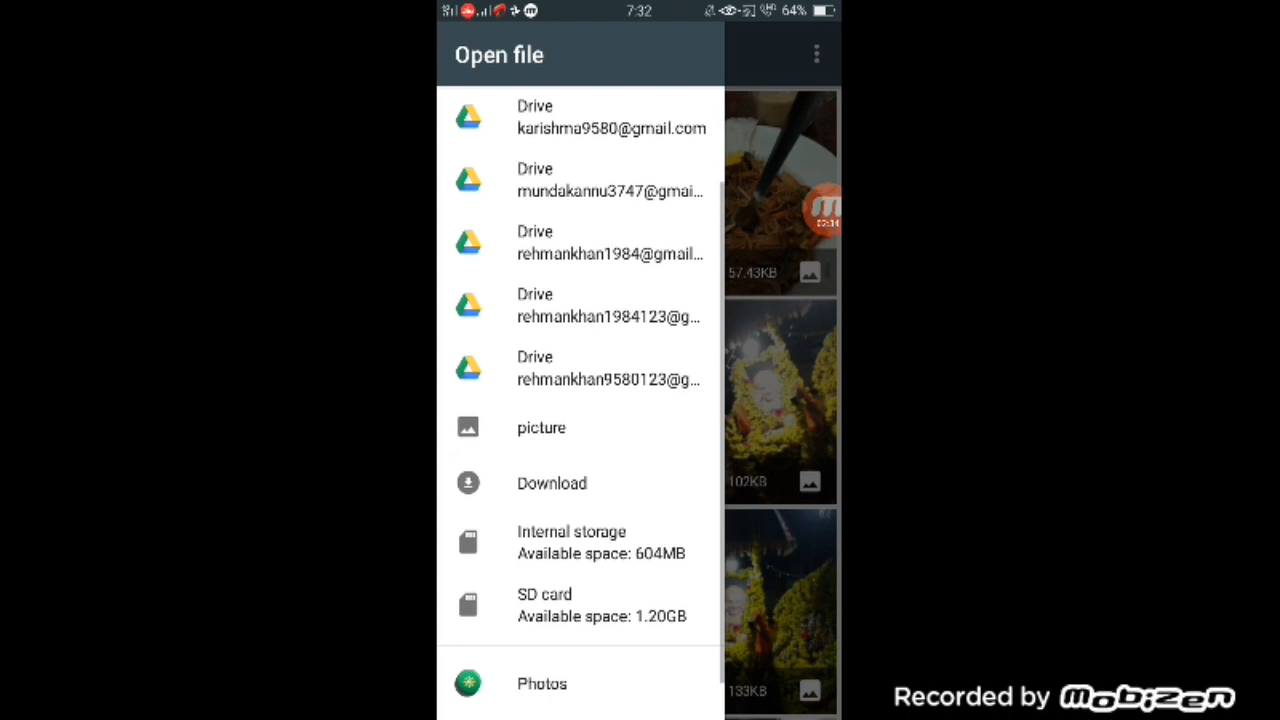 7:32
64%
Open file
Drive
karishma9580@gmail.com
Drive
mundakannu3747@gmai...
Drive
rehmankhan1984@gmail...
Drive
rehmankhan1984123@g...
Drive
rehmankhan9580123@g...
picture
Download
Internal storage
Available space: 604MB
SD card
Available space: 1.20GB
Photos
57.43KB
102KB
133KB
Recorded by mobizen